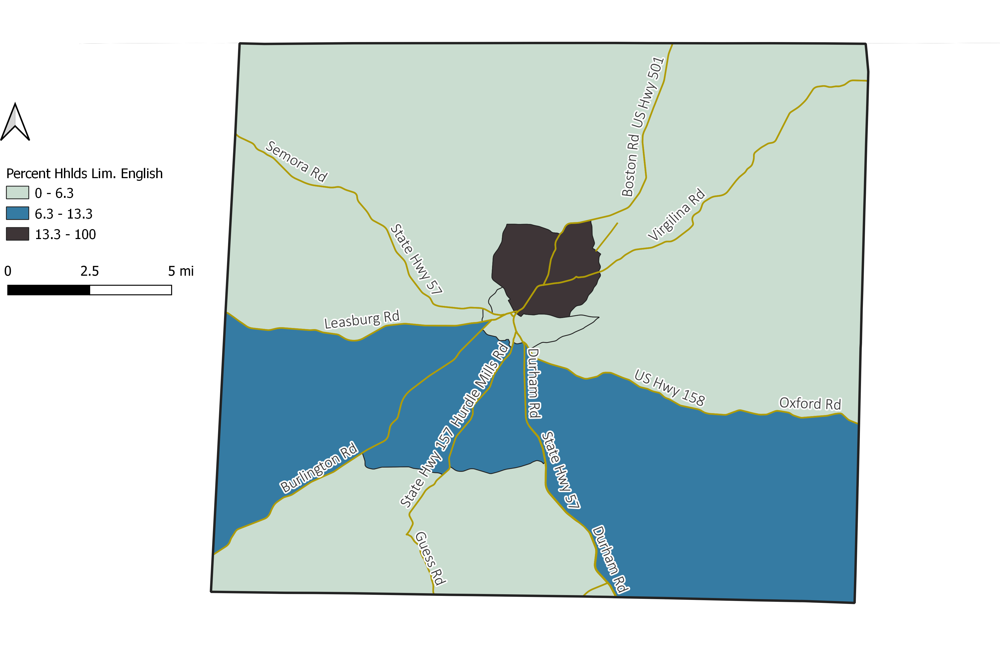 Percent Hhlds Lim. English
0 - 6.3
6.3 - 13.3
13.3 - 100
0 2.5 5 mi
Boston Rd US Hwy 501
Semora Rd
State Hwy 57
Virgilina Rd
Leasburg Rd
Durham Rd
US Hwy 158
Oxford Rd
State Hwy 157 Hurdle Mills Rd
State Hwy 57
Burlington Rd
Guess Rd
Durham Rd